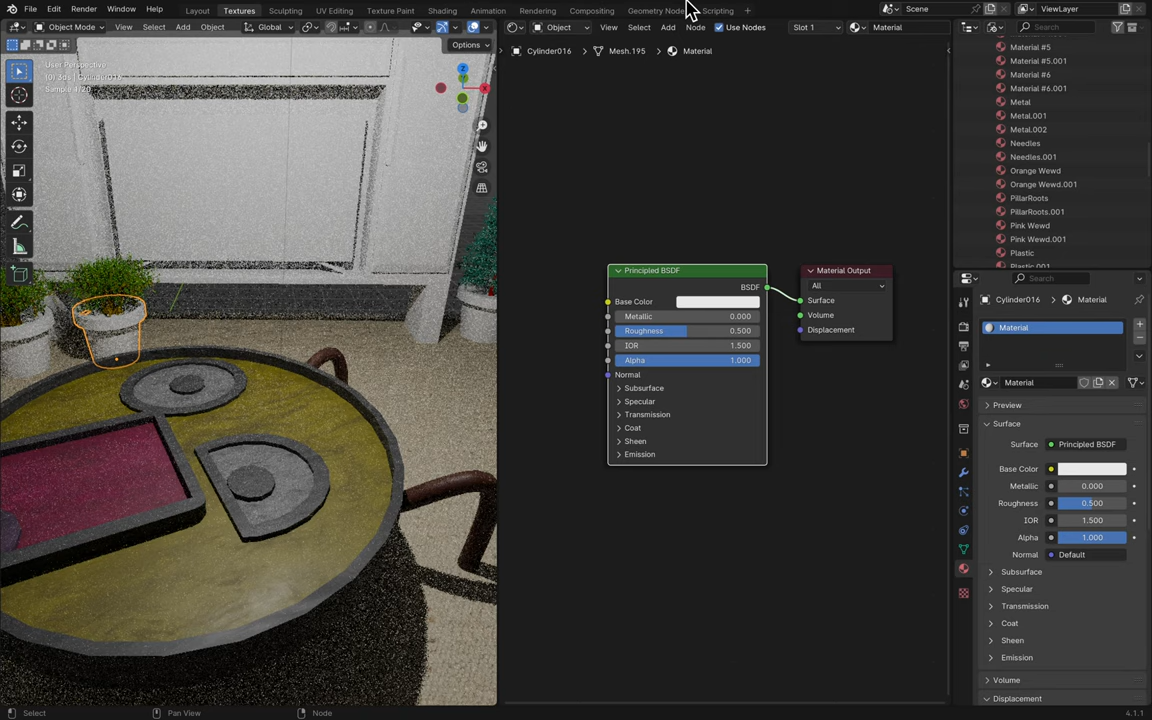 File Edit Render Window Help Layout Textures Sculpting UV Editing Texture Paint Shading Animation Rendering Compositing Geometry Node Scripting + Scene ViewLayer
Object Mode View Select Add Object Global
Object View Select Add Node Use Nodes Slot 1 Material
Options
User Perspective
Cylinder016 > Mesh.195 > Material
Material #5
Material #5.001
Material #6
Material #6.001
Metal
Metal.001
Metal.002
Needles
Needles.001
Orange Wewd
Orange Wewd.001
PillarRoots
PillarRoots.001
Pink Wewd
Pink Wewd.001
Plastic
Plastic.001
Z
Y
X
Principled BSDF
BSDF
Base Color
Metallic 0.000
Roughness 0.500
IOR 1.500
Alpha 1.000
Normal
Subsurface
Specular
Transmission
Coat
Sheen
Emission
Material Output
All
Surface
Volume
Displacement
Search
Search
Cylinder016 > Material
Material
Material
Preview
Surface
Surface Principled BSDF
Base Color
Metallic 0.000
Roughness 0.500
IOR 1.500
Alpha 1.000
Normal Default
Subsurface
Specular
Transmission
Coat
Sheen
Emission
Volume
Displacement
Select Pan View Node 4.1.1